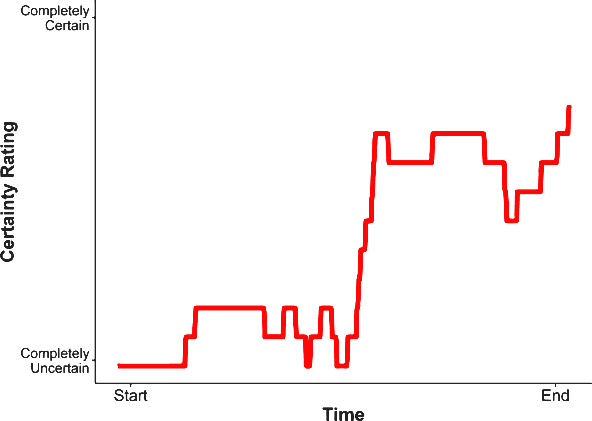 Completely
Certain
Certainty Rating
Completely
Uncertain
Start
End
Time